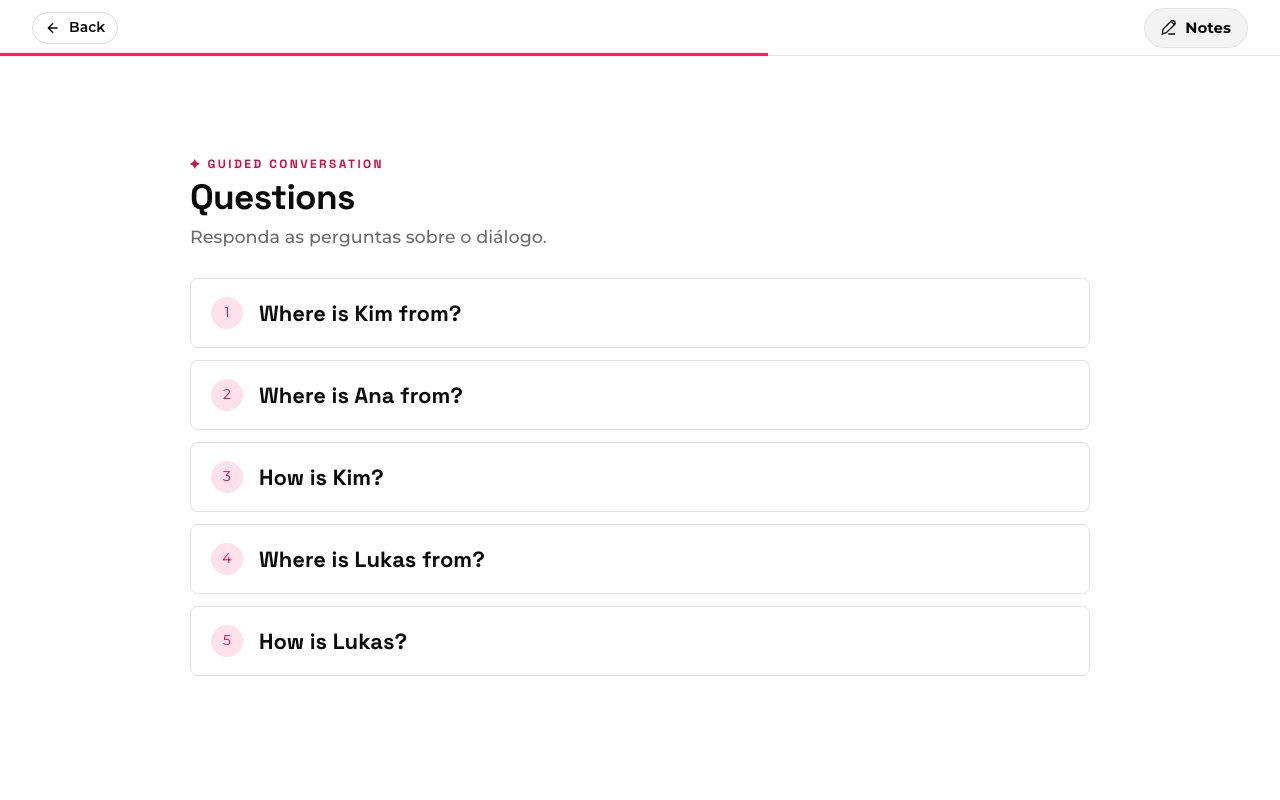 Back
Notes
GUIDED CONVERSATION
Questions
Responda as perguntas sobre o diálogo.
1 Where is Kim from?
2 Where is Ana from?
3 How is Kim?
4 Where is Lukas from?
5 How is Lukas?